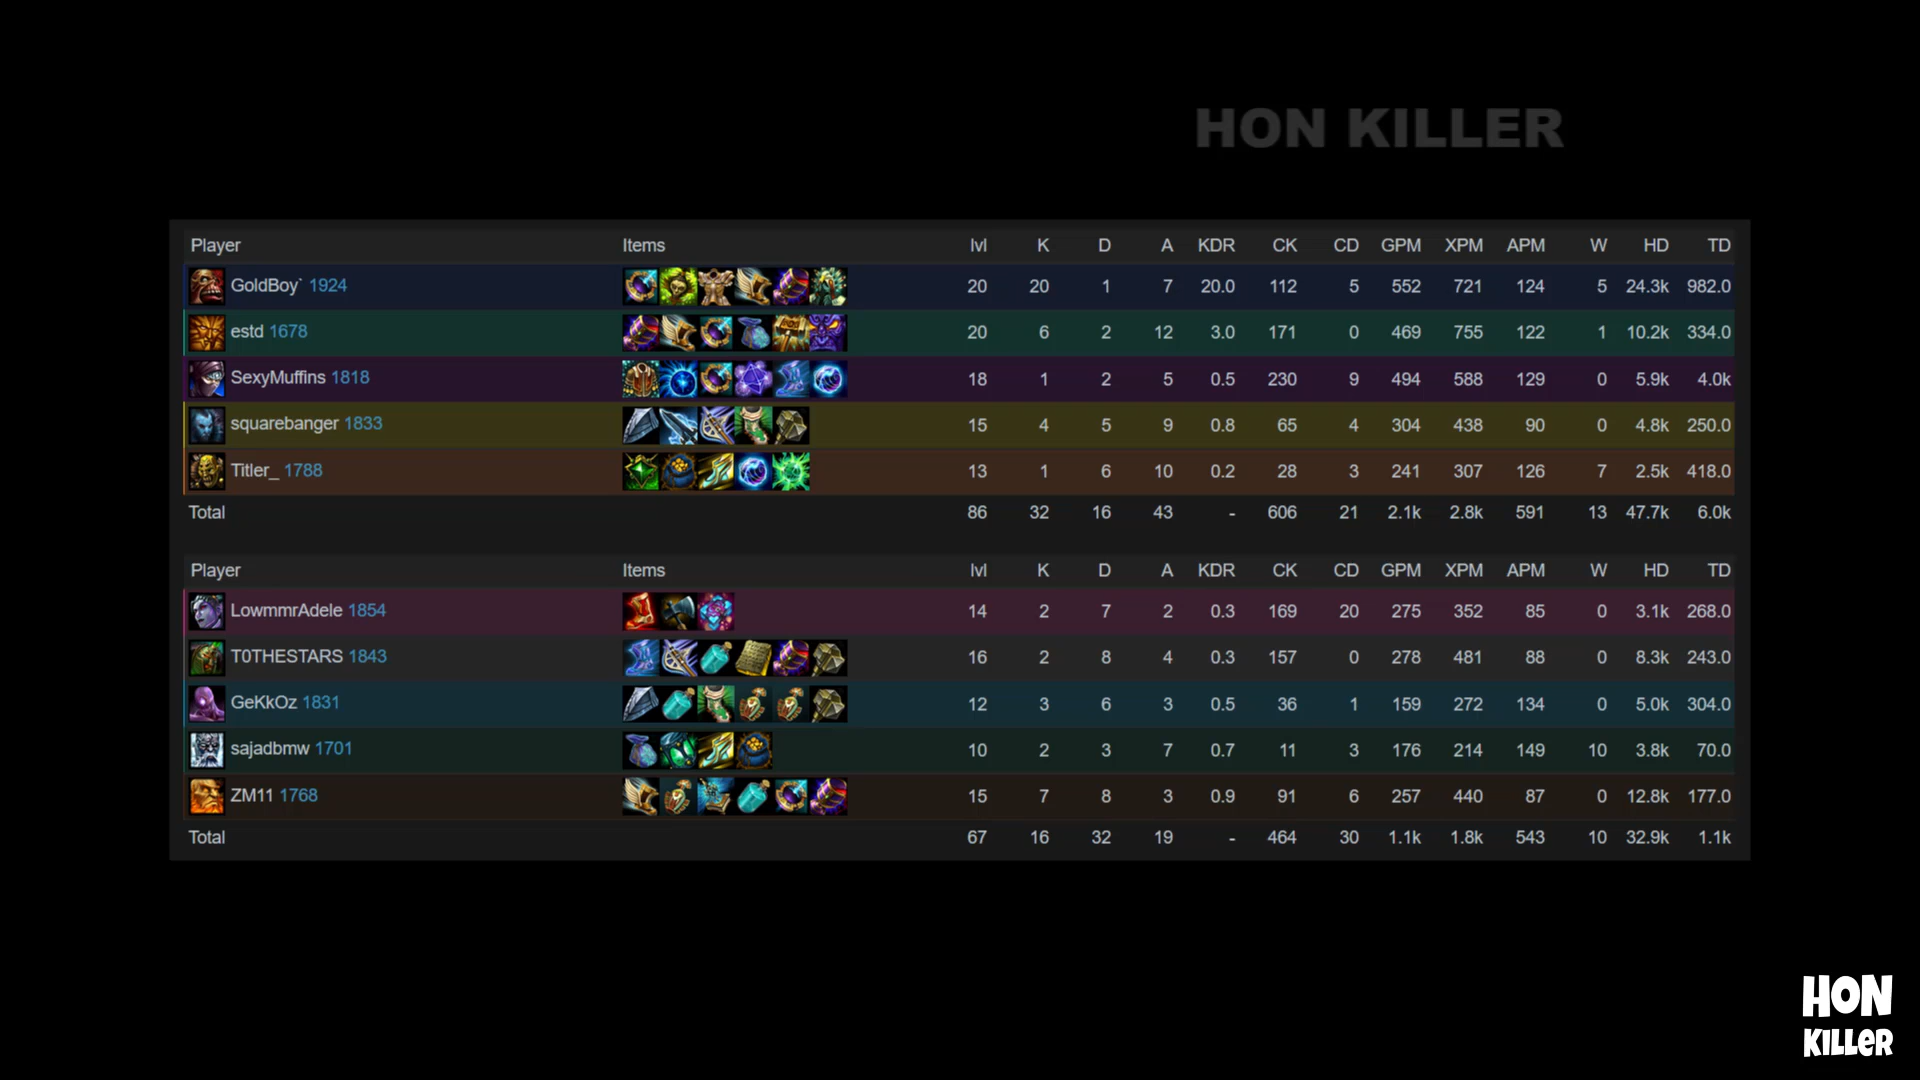 HON KILLER
Player Items lvl K D A KDR CK CD GPM XPM APM W HD TD
GoldBoy` 1924 20 20 1 7 20.0 112 5 552 721 124 5 24.3k 982.0
estd 1678 20 6 2 12 3.0 171 0 469 755 122 1 10.2k 334.0
SexyMuffins 1818 18 1 2 5 0.5 230 9 494 588 129 0 5.9k 4.0k
squarebanger 1833 15 4 5 9 0.8 65 4 304 438 90 0 4.8k 250.0
Titler_ 1788 13 1 6 10 0.2 28 3 241 307 126 7 2.5k 418.0
Total 86 32 16 43 - 606 21 2.1k 2.8k 591 13 47.7k 6.0k
Player Items lvl K D A KDR CK CD GPM XPM APM W HD TD
LowmmrAdele 1854 14 2 7 2 0.3 169 20 275 352 85 0 3.1k 268.0
T0THESTARS 1843 16 2 8 4 0.3 157 0 278 481 88 0 8.3k 243.0
GeKkOz 1831 12 3 6 3 0.5 36 1 159 272 134 0 5.0k 304.0
sajadbmw 1701 10 2 3 7 0.7 11 3 176 214 149 10 3.8k 70.0
ZM11 1768 15 7 8 3 0.9 91 6 257 440 87 0 12.8k 177.0
Total 67 16 32 19 - 464 30 1.1k 1.8k 543 10 32.9k 1.1k
HON
KILLER